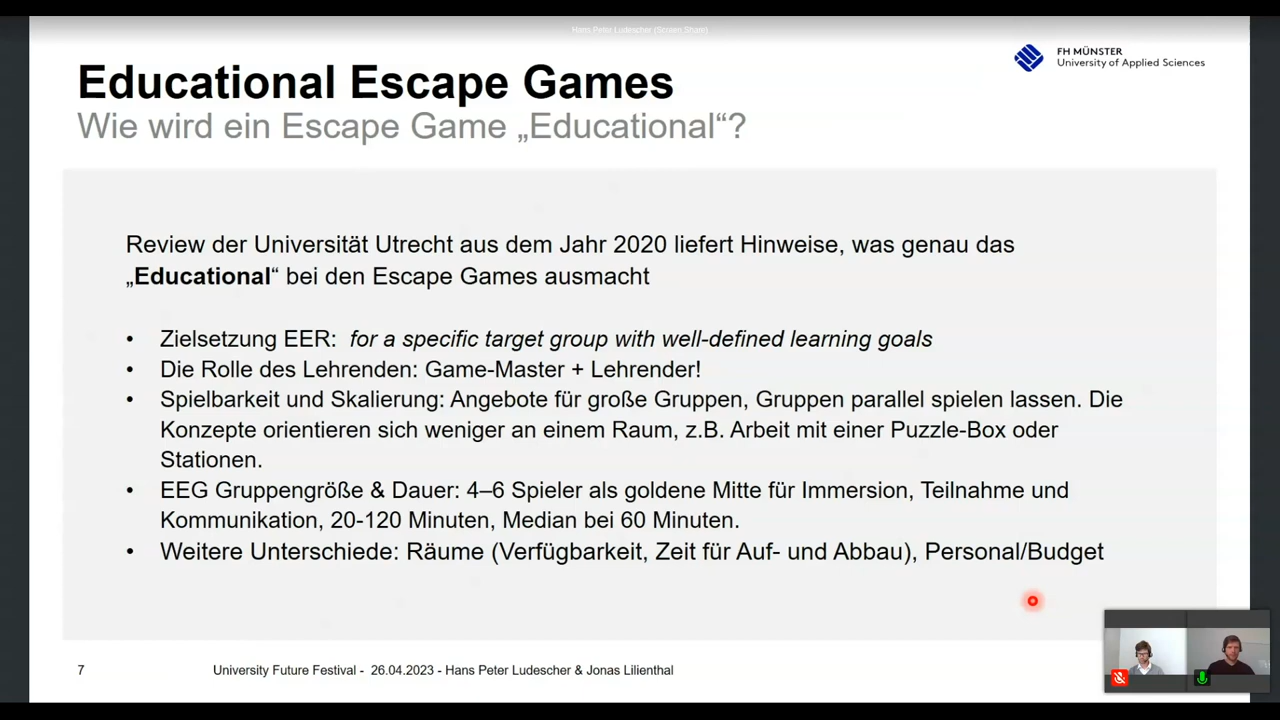 Hans Peter Ludescher (Screen Share)
FH MÜNSTER
University of Applied Sciences
Educational Escape Games
Wie wird ein Escape Game „Educational“?
Review der Universität Utrecht aus dem Jahr 2020 liefert Hinweise, was genau das
„Educational“ bei den Escape Games ausmacht
• Zielsetzung EER: for a specific target group with well-defined learning goals
• Die Rolle des Lehrenden: Game-Master + Lehrender!
• Spielbarkeit und Skalierung: Angebote für große Gruppen, Gruppen parallel spielen lassen. Die
Konzepte orientieren sich weniger an einem Raum, z.B. Arbeit mit einer Puzzle-Box oder
Stationen.
• EEG Gruppengröße & Dauer: 4–6 Spieler als goldene Mitte für Immersion, Teilnahme und
Kommunikation, 20-120 Minuten, Median bei 60 Minuten.
• Weitere Unterschiede: Räume (Verfügbarkeit, Zeit für Auf- und Abbau), Personal/Budget
7
University Future Festival - 26.04.2023 - Hans Peter Ludescher & Jonas Lilienthal